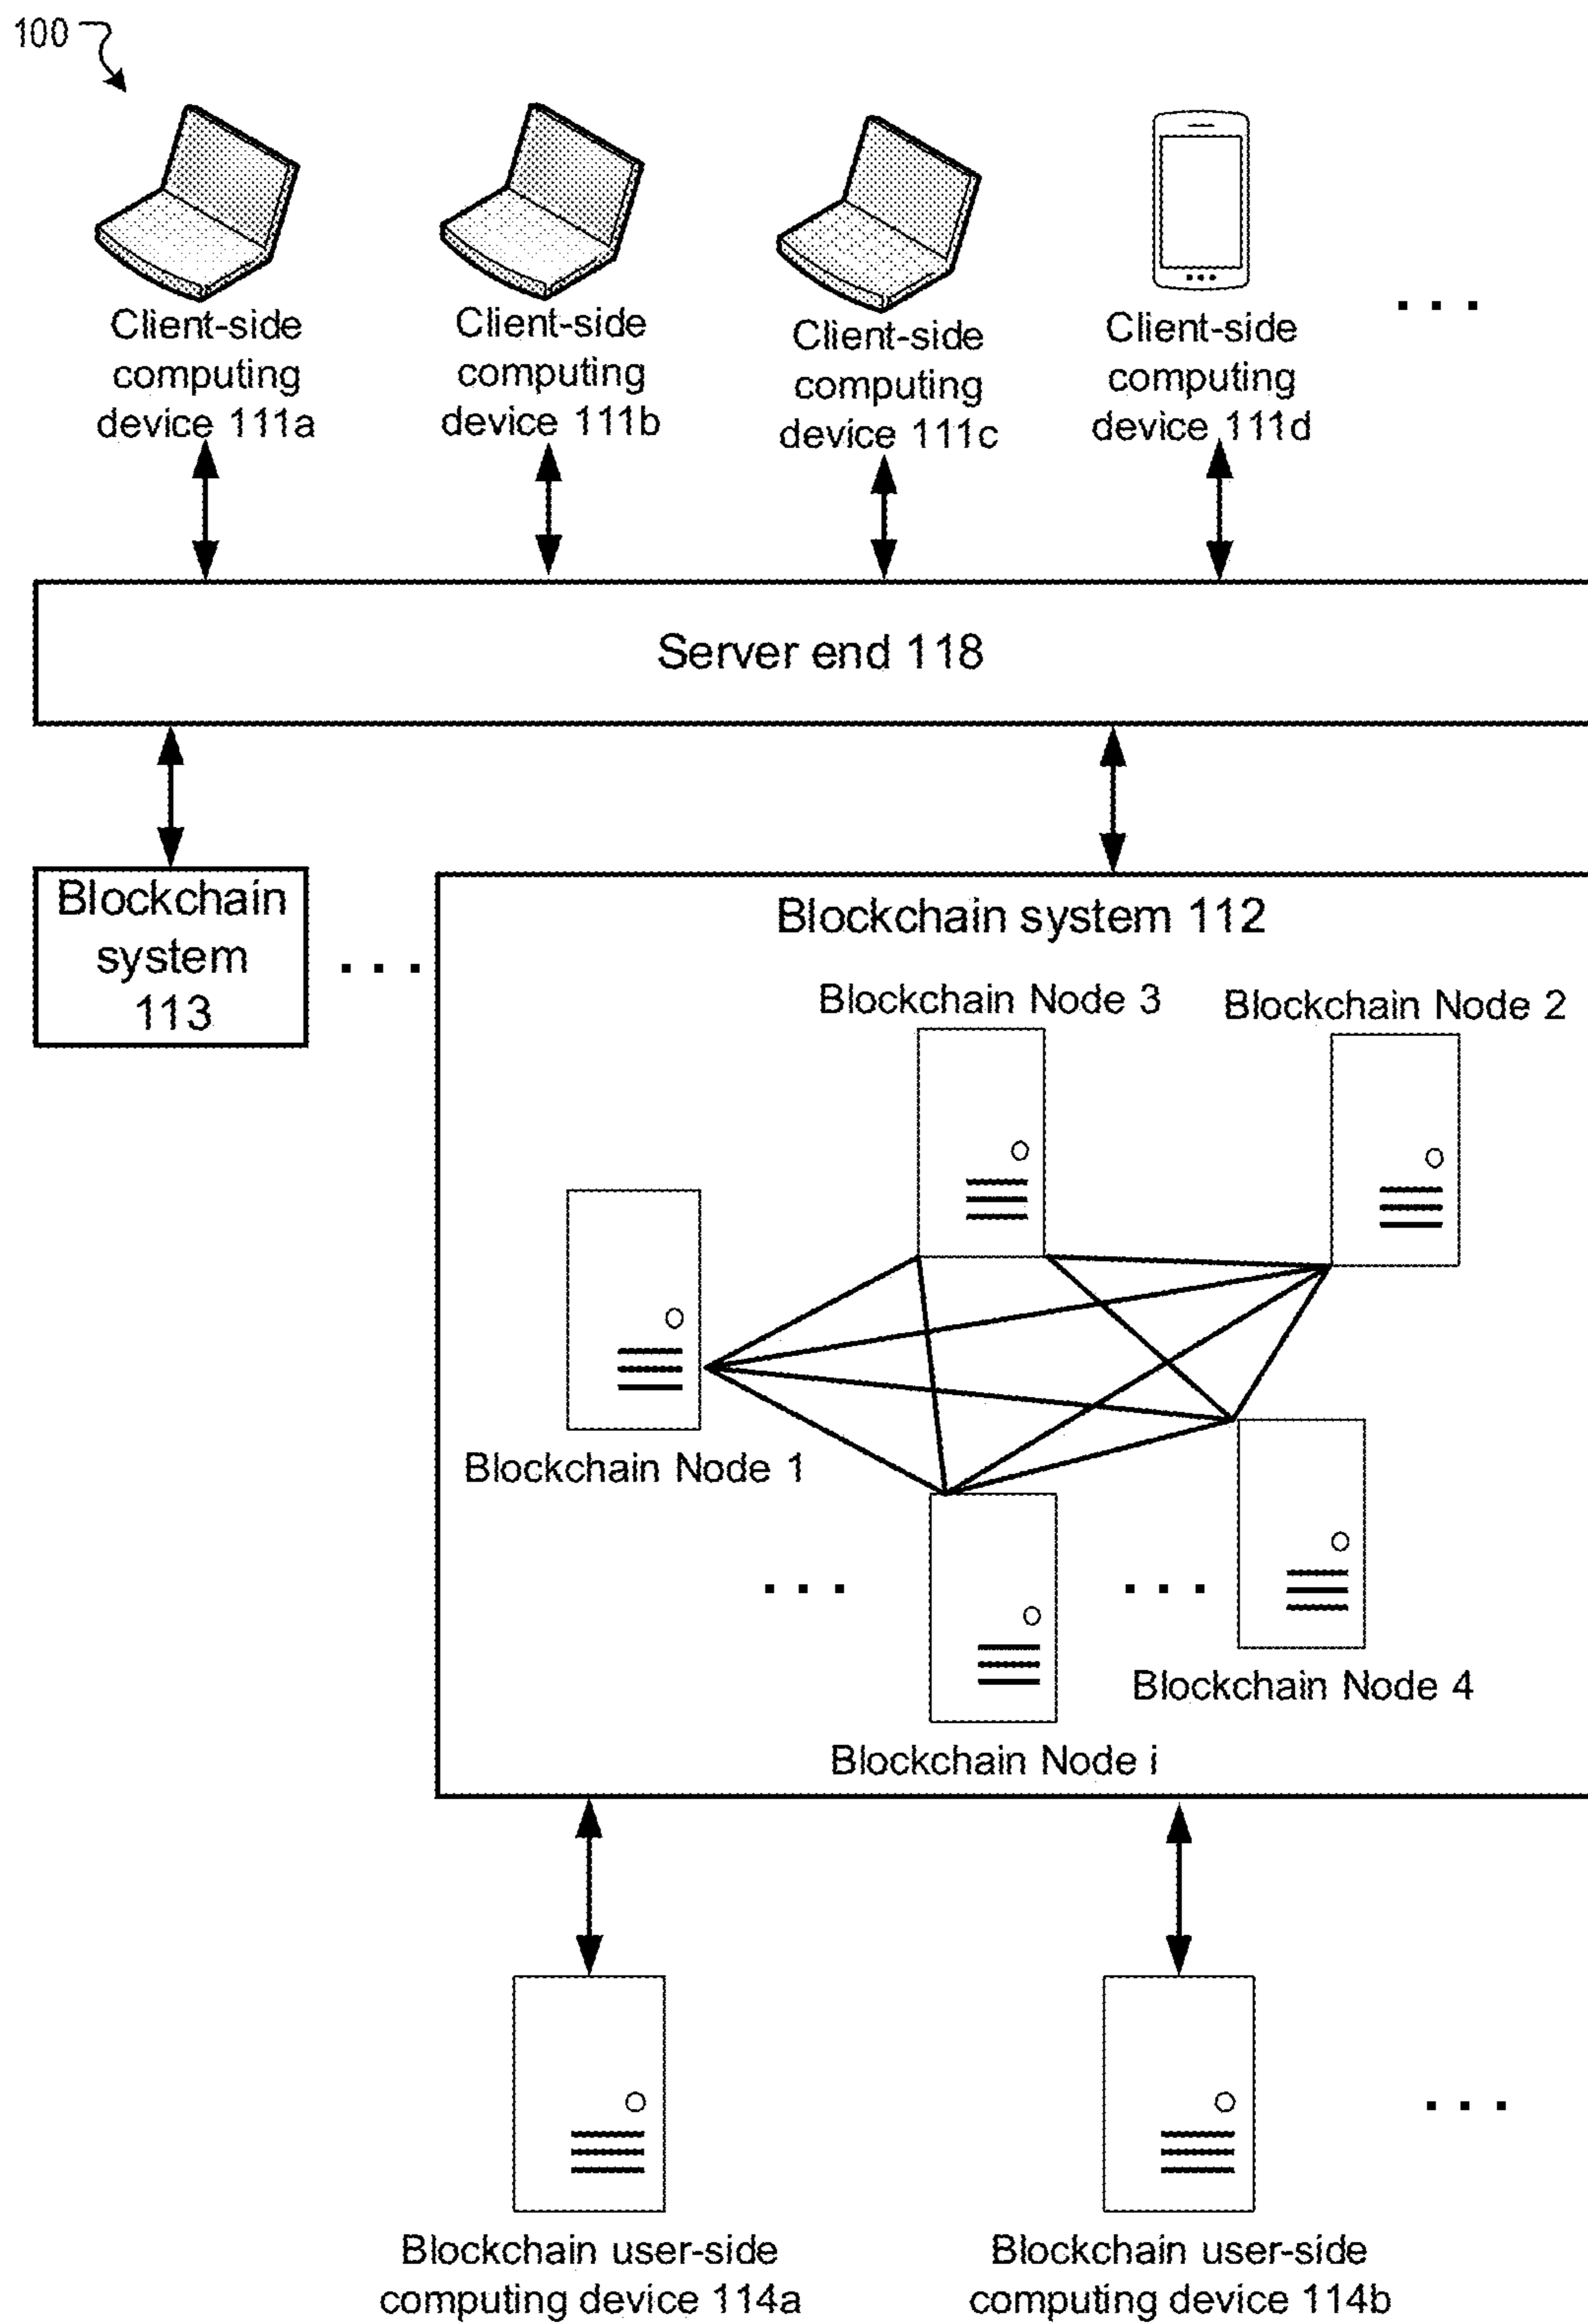 100
Client-side
computing
device 111a
Client-side
computing
device 111b
Client-side
computing
device 111c
Client-side
computing
device 111d
. . .
Server end 118
Blockchain
system
113
. . .
Blockchain system 112
Blockchain Node 3
Blockchain Node 2
Blockchain Node 1
. . .
. . .
Blockchain Node 4
Blockchain Node i
. . .
Blockchain user-side
computing device 114a
Blockchain user-side
computing device 114b